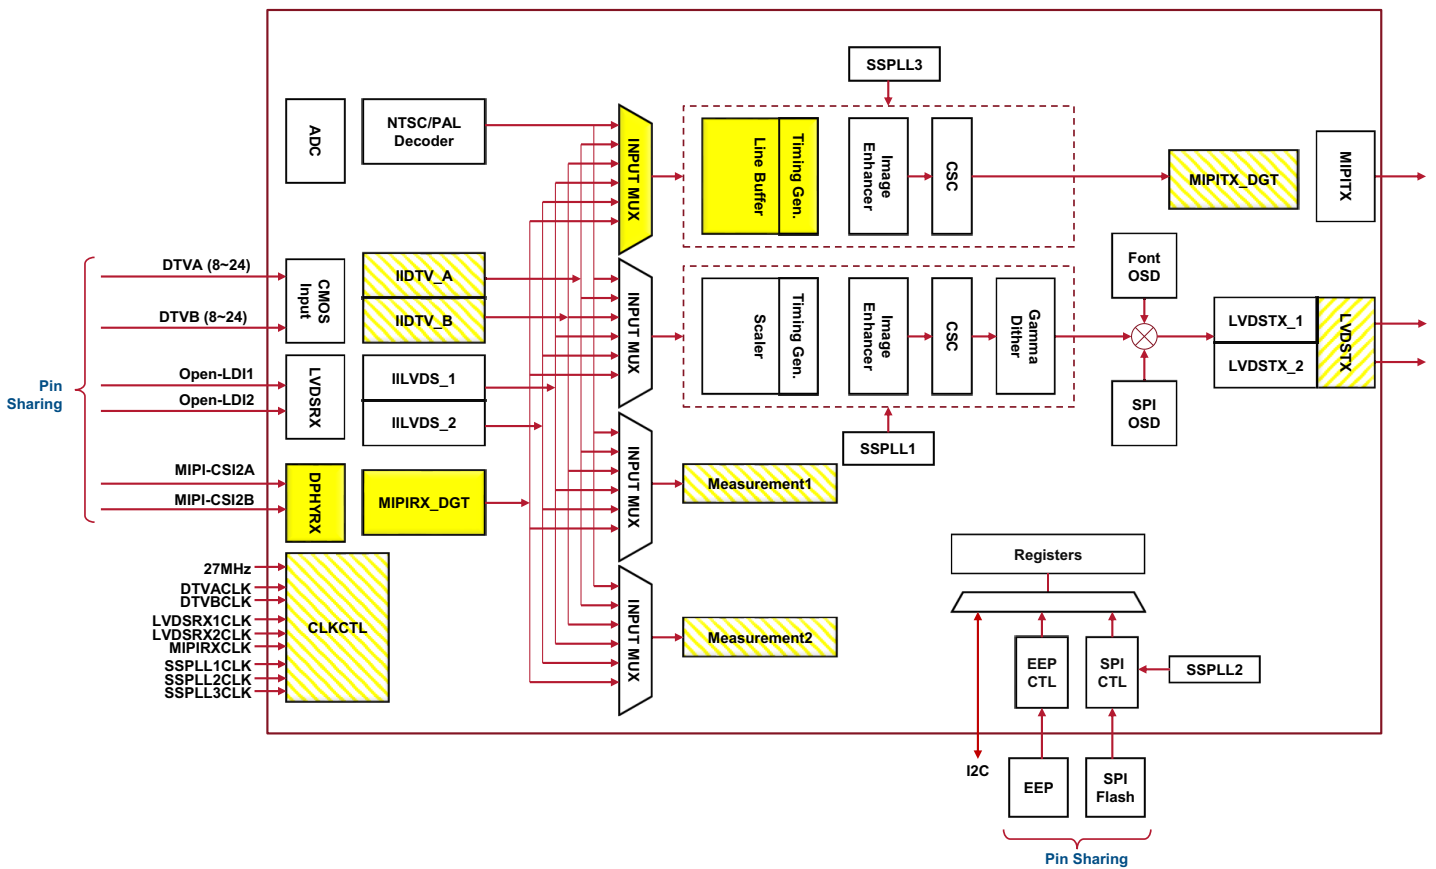 SSPLL3
ADC
NTSC/PAL
Decoder
INPUT MUX
Line Buffer
Timing Gen.
Image
Enhancer
CSC
MIPITX_DGT
MIPITX
DTVA (8~24)
DTVB (8~24)
CMOS
Input
IIDTV_A
IIDTV_B
INPUT MUX
Scaler
Timing Gen.
Image
Enhancer
CSC
Gamma
Dither
Font
OSD
SPI
OSD
LVDSTX_1
LVDSTX_2
LVDSTX
Pin
Sharing
Open-LDI1
Open-LDI2
LVDSRX
IILVDS_1
IILVDS_2
SSPLL1
MIPI-CSI2A
MIPI-CSI2B
DPHYRX
MIPIRX_DGT
INPUT MUX
Measurement1
27MHz
DTVACLK
DTVBCLK
LVDSRX1CLK
LVDSRX2CLK
MIPIRXCLK
SSPLL1CLK
SSPLL2CLK
SSPLL3CLK
CLKCTL
INPUT MUX
Measurement2
Registers
EEP
CTL
SPI
CTL
SSPLL2
I2C
EEP
SPI
Flash
Pin Sharing